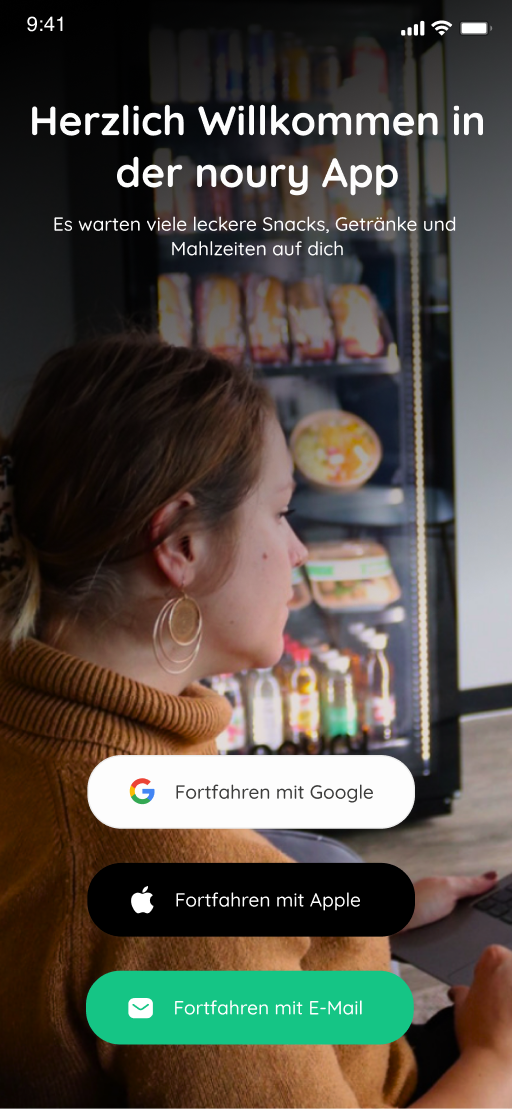 9:41
Herzlich Willkommen in
der noury App
Es warten viele leckere Snacks, Getränke und
Mahlzeiten auf dich
Fortfahren mit Google
Fortfahren mit Apple
Fortfahren mit E-Mail